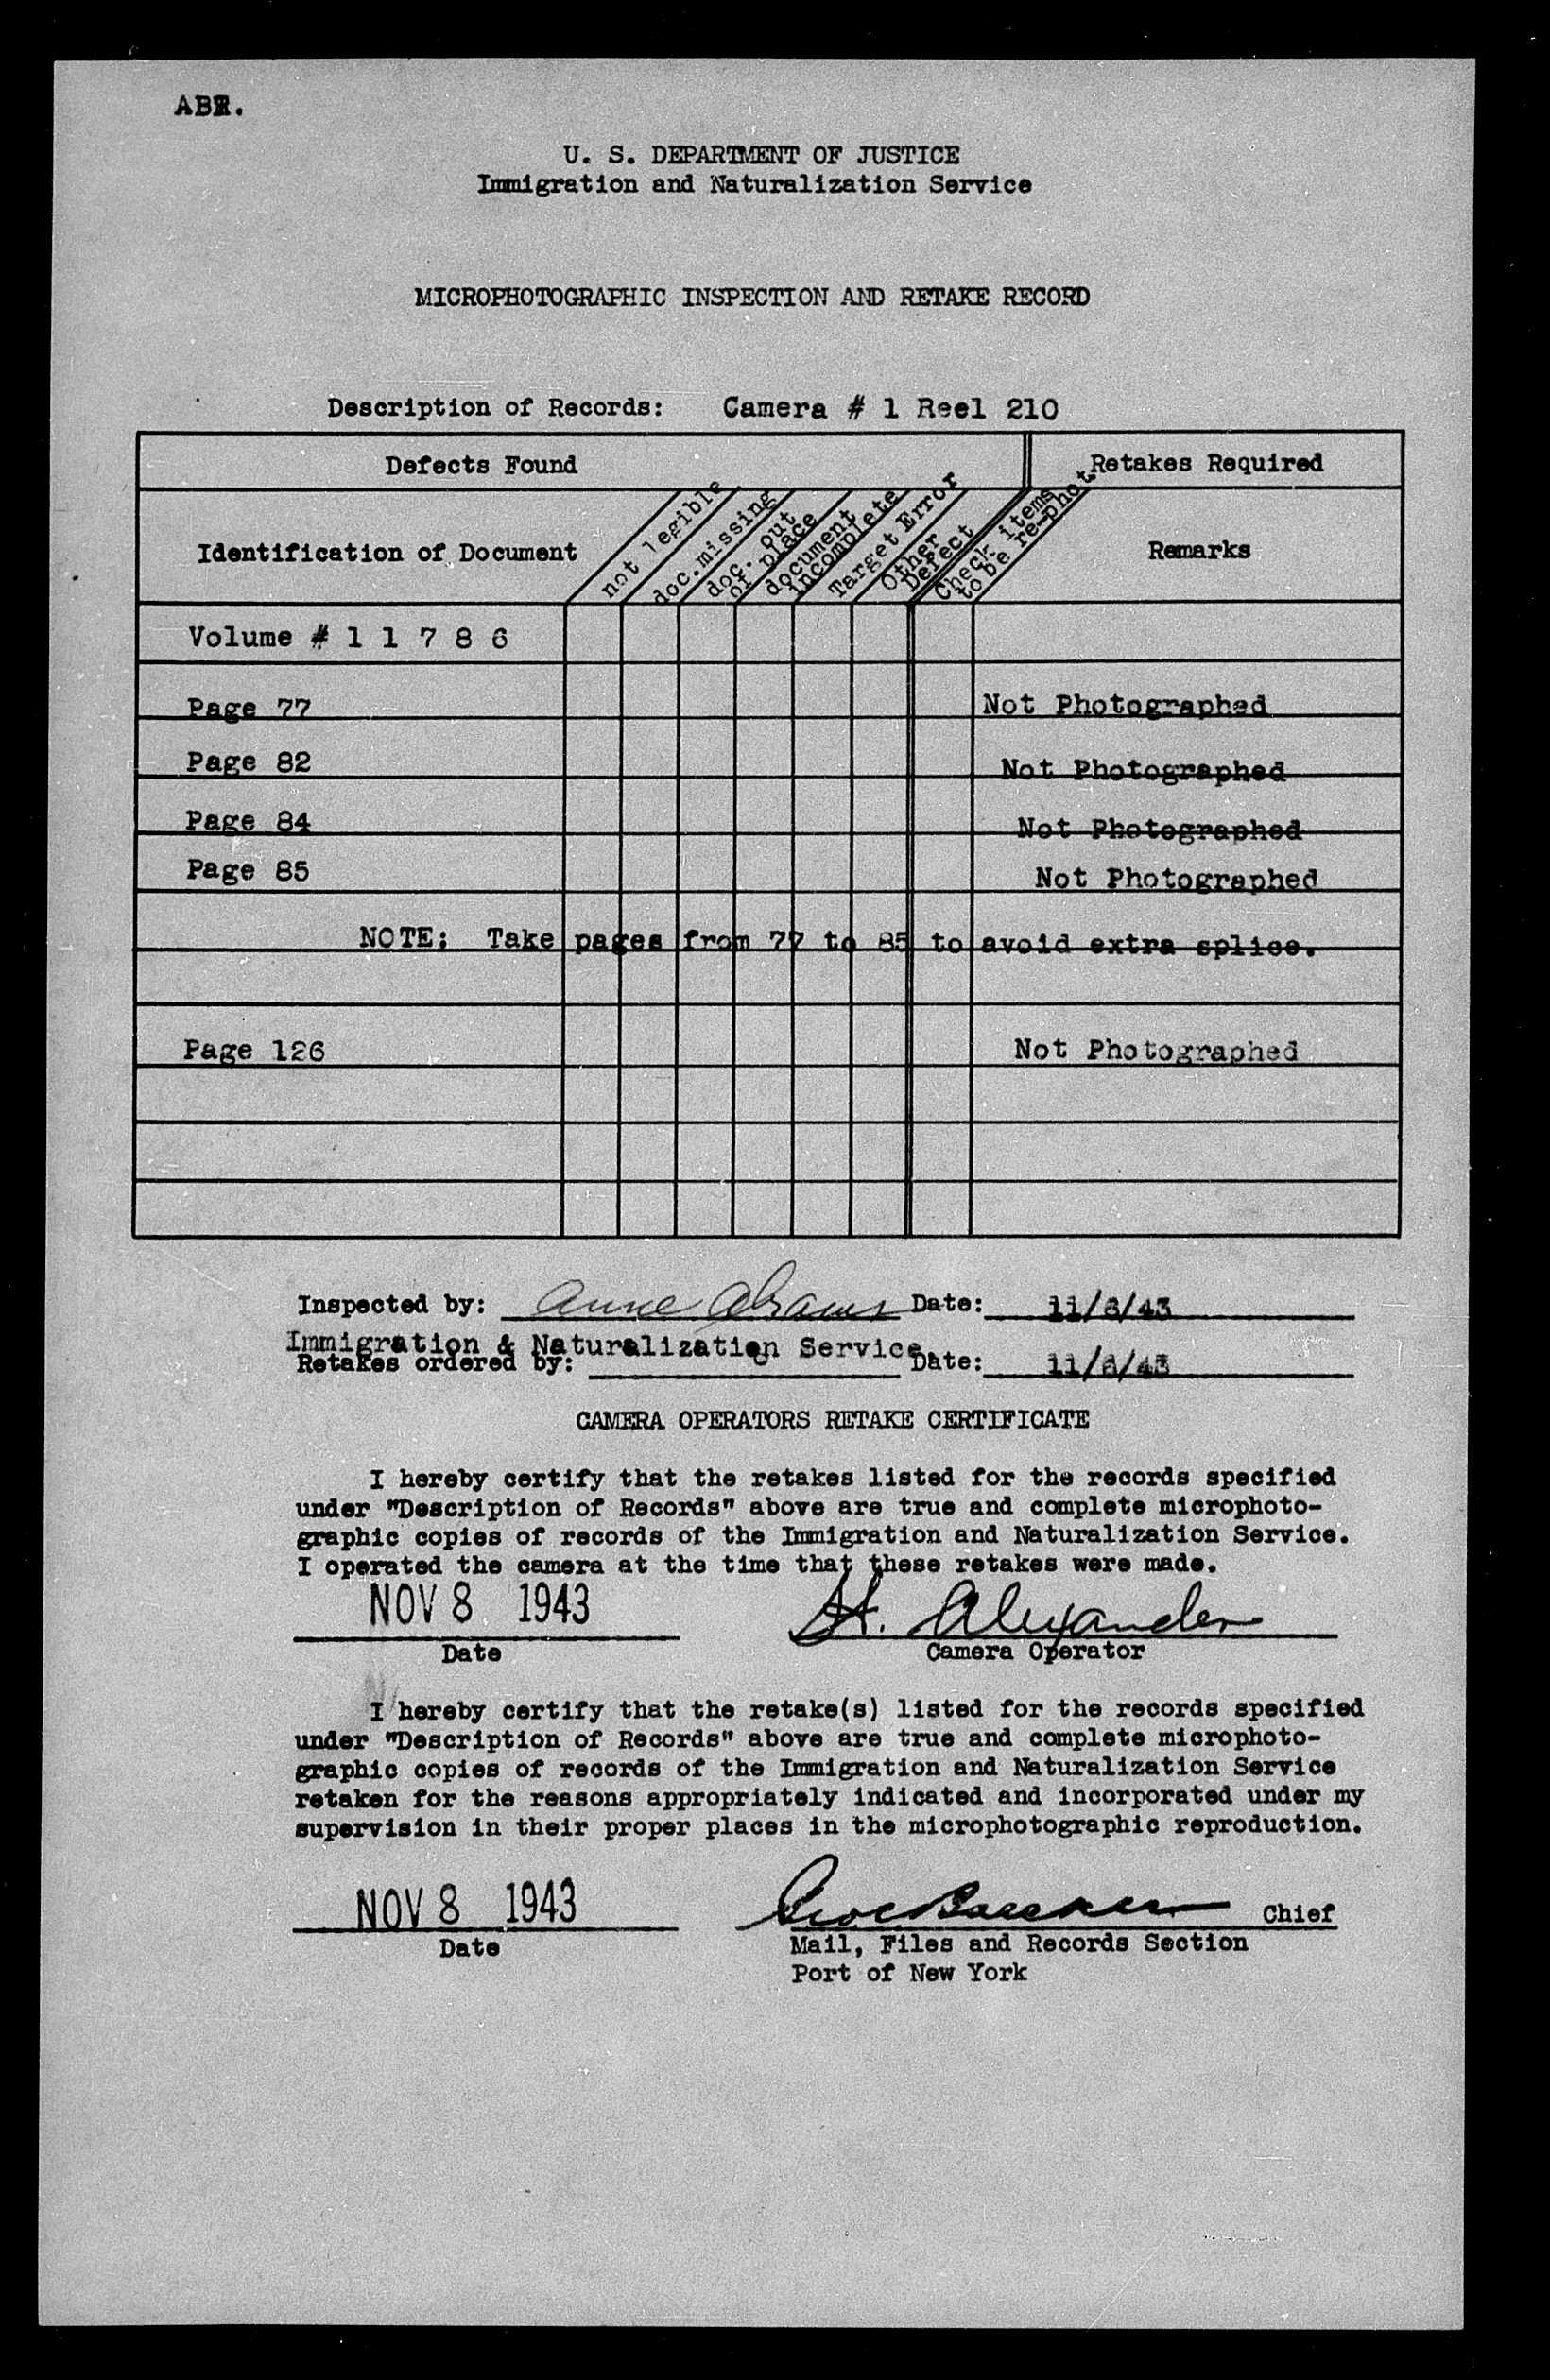 U. S. DEPARTMENT OF JUSTICE
Immigration and Naturalization Service
MICROPHOTOGRAPHIC INSPECTION AND RETAKE RECORD
Description of Records: Camera # 1 Reel 210
Defects Found
Retakes Required
Identification of Document
not legible
doc.missing
doc. out
of place
document
incomplete
Target Error
Other
Defect
Check items
to be re-phot
Remarks
Volume # 1 1 7 8 6
Page 77 Not Photographed
Page 82 Not Photographed
Page 84 Not Photographed
Page 85 Not Photographed
NOTE: Take pages from 77 to 85 to avoid extra splice.
Page 126 Not Photographed
Inspected by: Anne Abrams Date: 11/6/43
Immigration & Naturalization Service.
Retakes ordered by: Date: 11/6/43
CAMERA OPERATORS RETAKE CERTIFICATE
I hereby certify that the retakes listed for the records specified
under "Description of Records" above are true and complete microphoto-
graphic copies of records of the Immigration and Naturalization Service.
I operated the camera at the time that these retakes were made.
NOV 8 1943 H. Alexander
Date Camera Operator
I hereby certify that the retake(s) listed for the records specified
under "Description of Records" above are true and complete microphoto-
graphic copies of records of the Immigration and Naturalization Service
retaken for the reasons appropriately indicated and incorporated under my
supervision in their proper places in the microphotographic reproduction.
NOV 8 1943 Chief
Date Mail, Files and Records Section
Port of New York